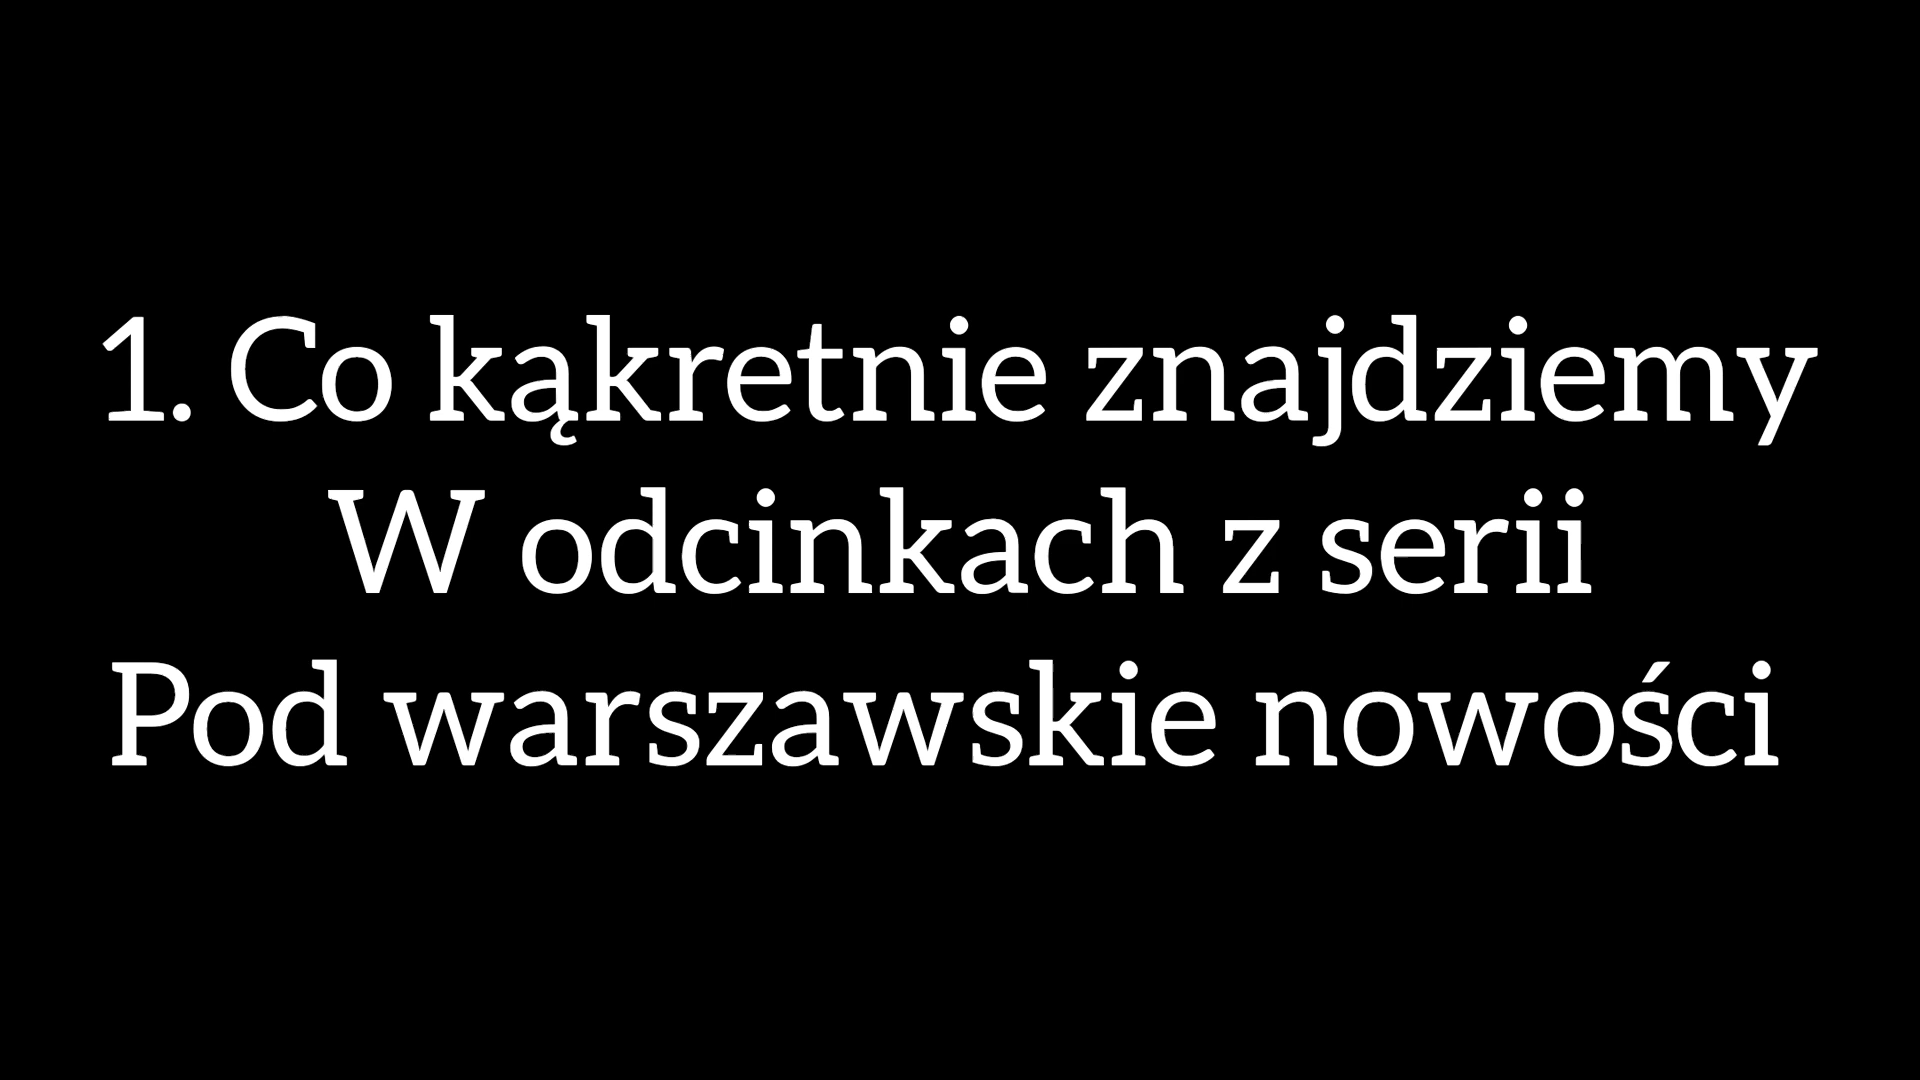 1. Co kąkretnie znajdziemy
W odcinkach z serii
Pod warszawskie nowości